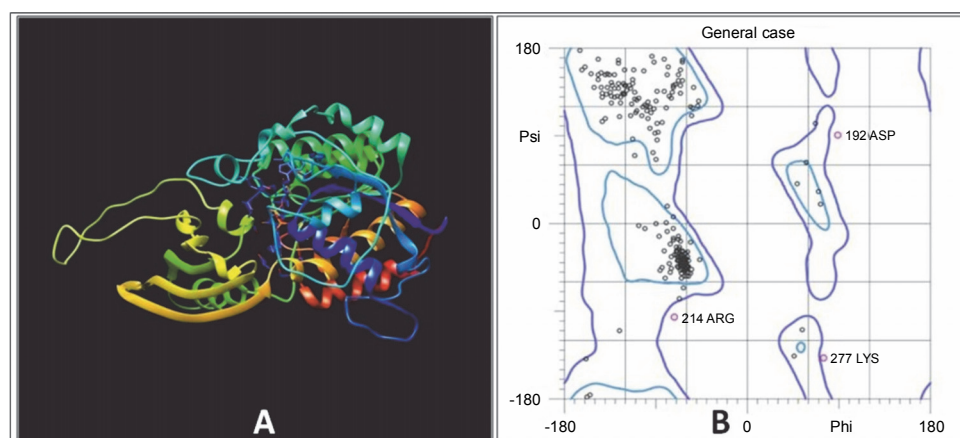 A
General case
180
Psi
192 ASP
0
214 ARG
277 LYS
-180
-180
B
0
Phi
180